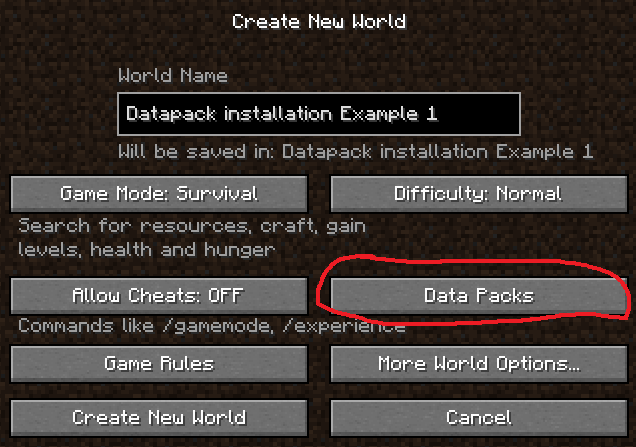 Create New World
World Name
Datapack installation Example 1
Will be saved in: Datapack installation Example 1
Game Mode: Survival
Difficulty: Normal
Search for resources, craft, gain
levels, health and hunger
Allow Cheats: OFF
Data Packs
Commands like /gamemode, /experience
Game Rules
More World Options...
Create New World
Cancel